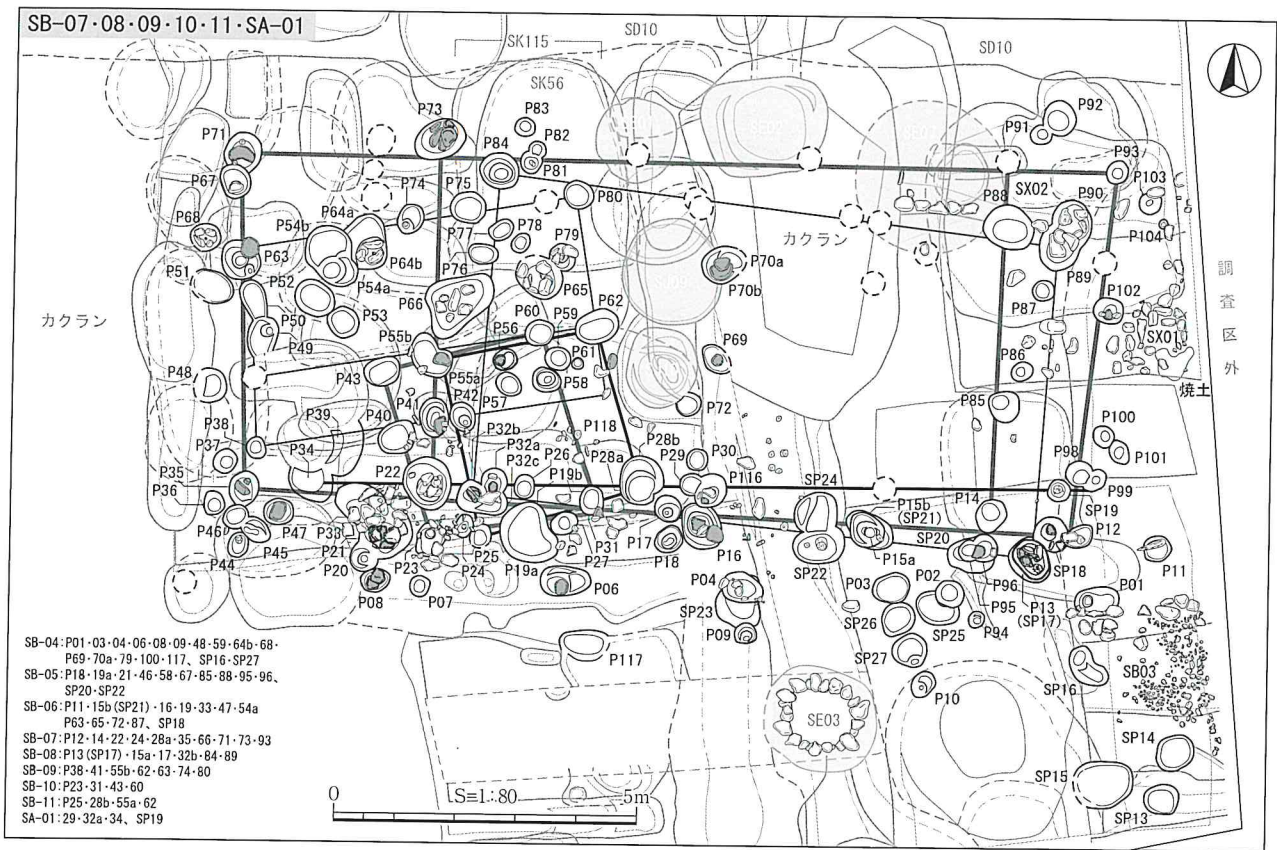 SB-07・08・09・10・11・SA-01
SK115
SD10
SD10
SK56
P73
P83
P82
P84
P81
P92
P91
P71
P93
P67
P103
P74
P75
P80
P88
SX02
P90
P68
P54b
P64a
P77
P78
P79
カクラン
P104
P63
P64b
P70a
P51
P52
P54a
P76
P65
P70b
P89
調査区外
カクラン
P66
P62
P87
P102
P50
P53
P60
P59
P49
P55b
P56
SX01
P48
P43
P61
P69
P86
焼土
P55a
P58
P42
P57
P72
P85
P38
P39
P40
P41
P118
P100
P37
P34
P32b
P28b
P101
P35
P32a
P26
P30
P98
P22
P32c
P19b
P28a
P29
P116
SP24
P36
P14
P99
P15b
(SP21)
SP19
P46
P47
P33
P17
SP20
P12
P21
P25
P31
P16
P45
P20
P23
P24
P27
P18
SP22
P15a
SP18
P44
P19a
P96
P11
P08
P07
P06
P04
P03
P02
P95
P13
(SP17)
P01
SP23
SP26
SP25
P94
P09
P117
SP27
SP16
SB03
P10
SE03
SP14
SP15
SP13
SB-04:P01・03・04・06・08・09・48・59・64b・68・
P69・70a・79・100・117、SP16・SP27
SB-05:P18・19a・21・46・58・67・85・88・95・96、
SP20・SP22
SB-06:P11・15b(SP21)・16・19・33・47・54a
P63・65・72・87、SP18
SB-07:P12・14・22・24・28a・35・66・71・73・93
SB-08:P13(SP17)・15a・17・32b・84・89
SB-09:P38・41・55b・62・63・74・80
SB-10:P23・31・43・60
SB-11:P25・28b・55a・62
SA-01:29・32a・34、SP19
0
S=1:80
5m